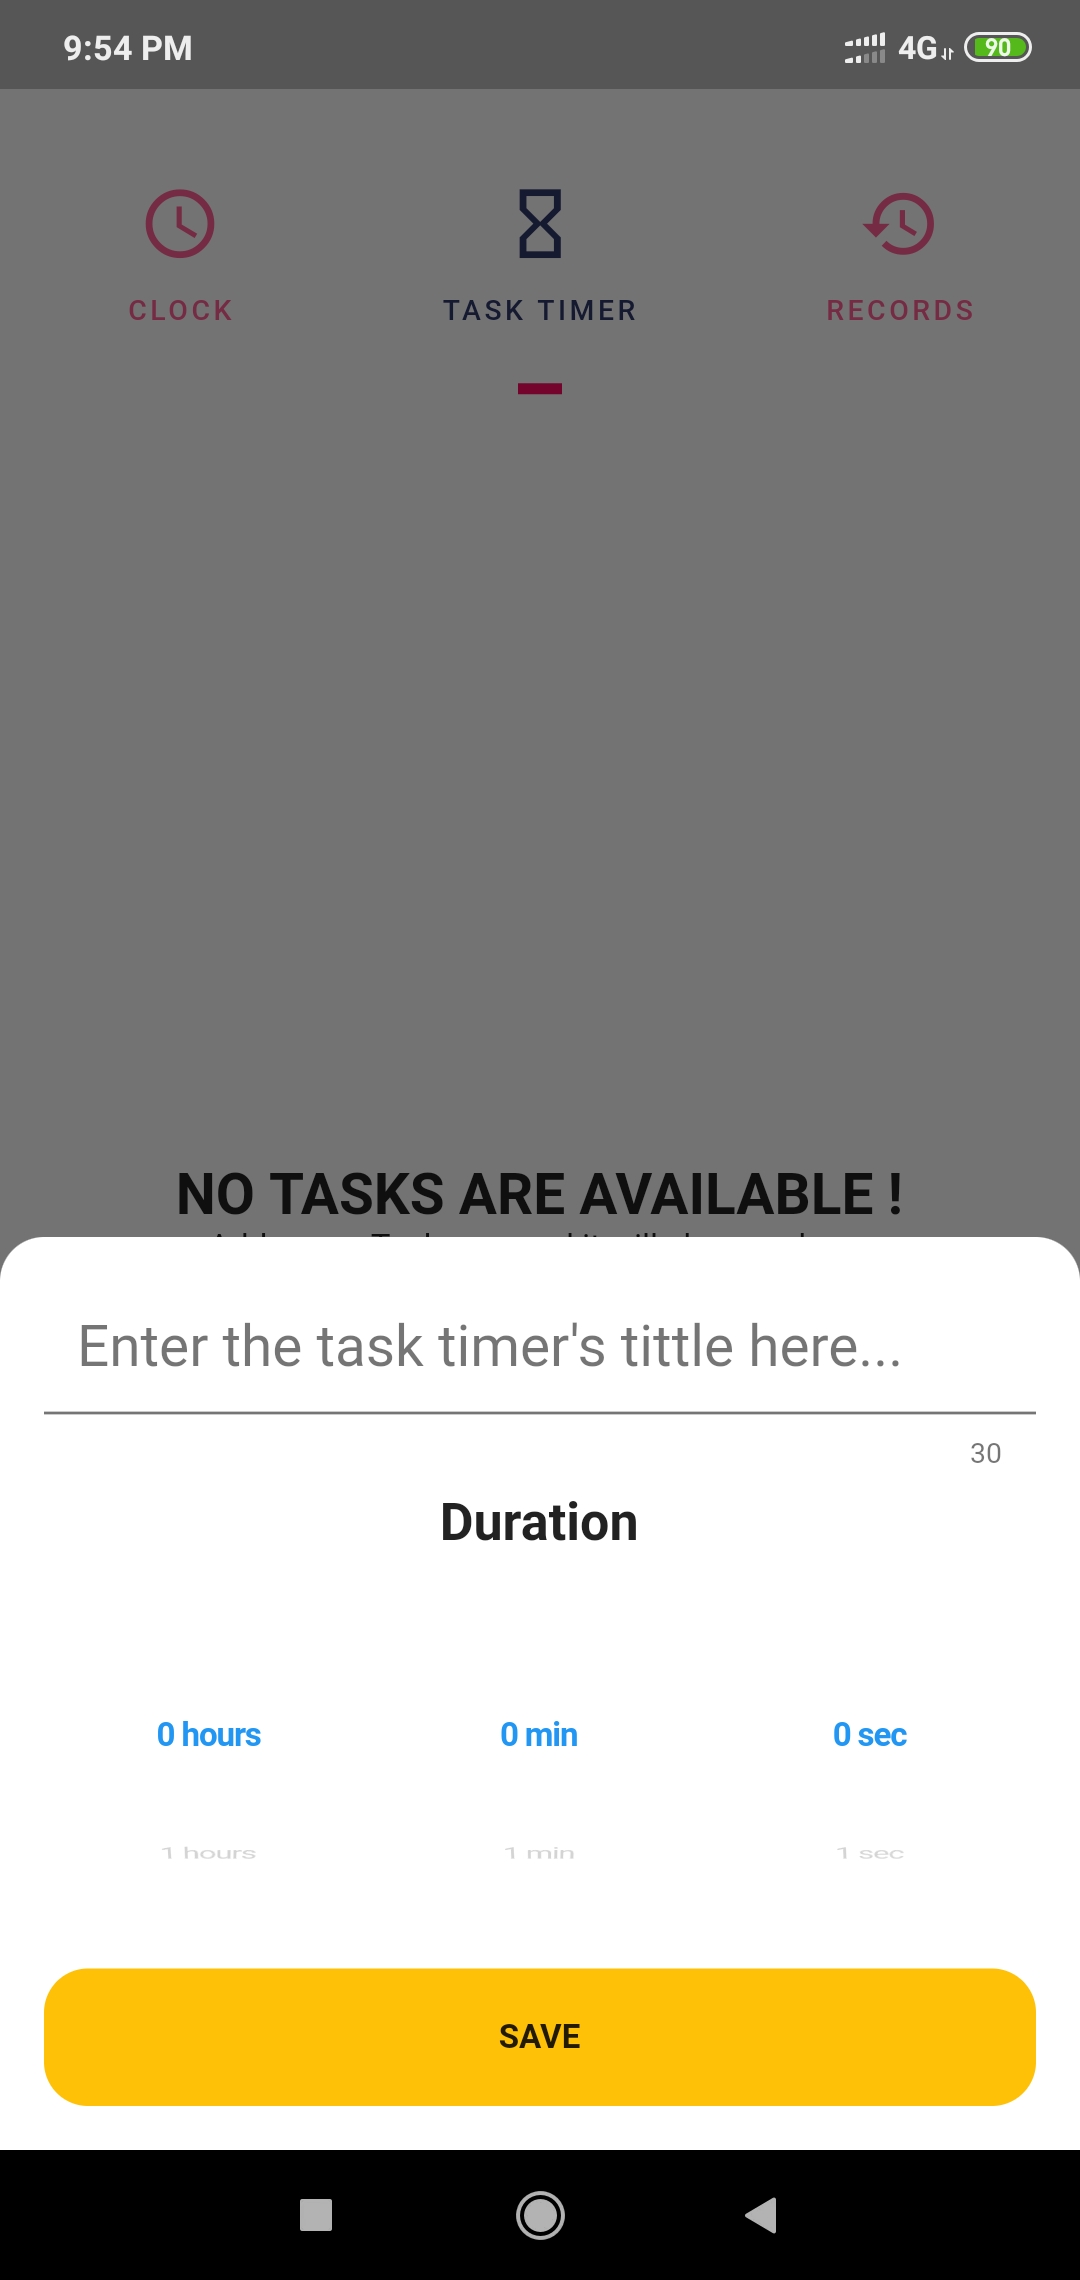 9:54 PM
4G
90
CLOCK
TASK TIMER
RECORDS
NO TASKS ARE AVAILABLE !
Enter the task timer's tittle here...
30
Duration
0 hours
0 min
0 sec
1 hours
1 min
1 sec
SAVE